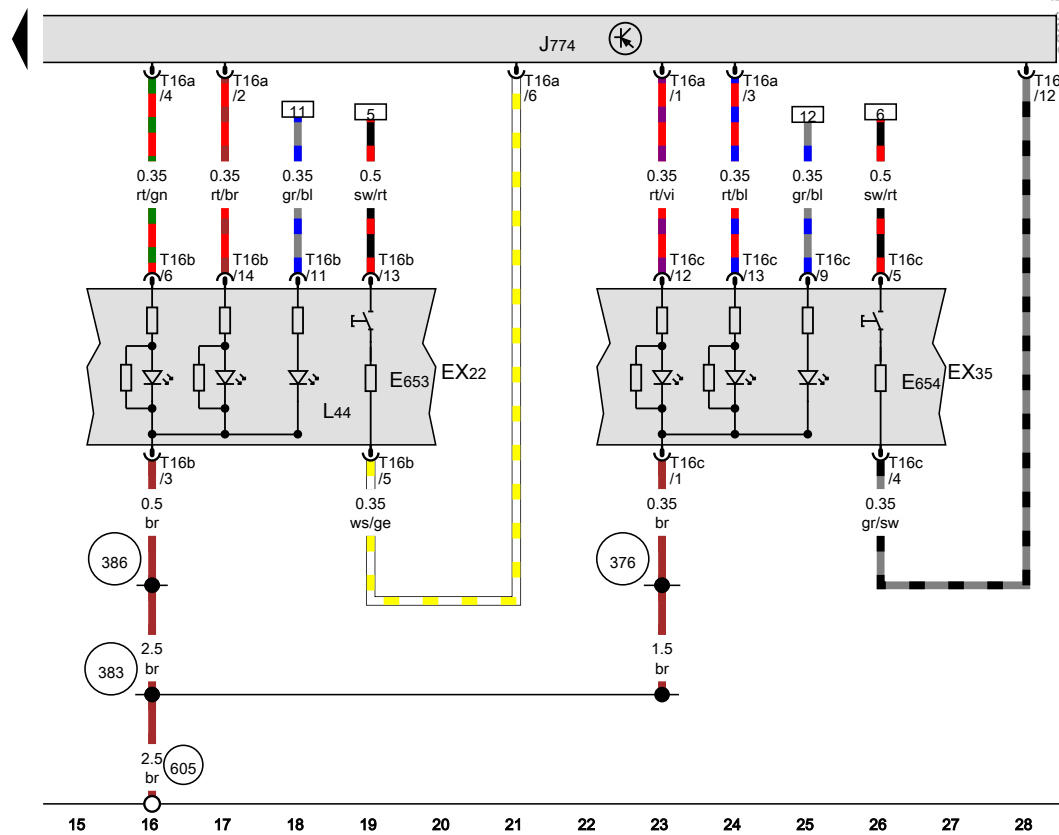 J774
T16a /4
T16a /2
T16a /6
T16a /1
T16a /3
T16a /12
11
5
12
6
0.35 rt/gn
0.35 rt/br
0.35 gr/bl
0.5 sw/rt
0.35 rt/vi
0.35 rt/bl
0.35 gr/bl
0.5 sw/rt
T16b /6
T16b /14
T16b /11
T16b /13
T16c /12
T16c /13
T16c /9
T16c /5
E653
EX22
L44
E654
EX35
T16b /3
T16b /5
T16c /1
T16c /4
0.5 br
0.35 ws/ge
0.35 br
0.35 gr/sw
386
376
2.5 br
1.5 br
383
2.5 br
605
15 16 17 18 19 20 21 22 23 24 25 26 27 28